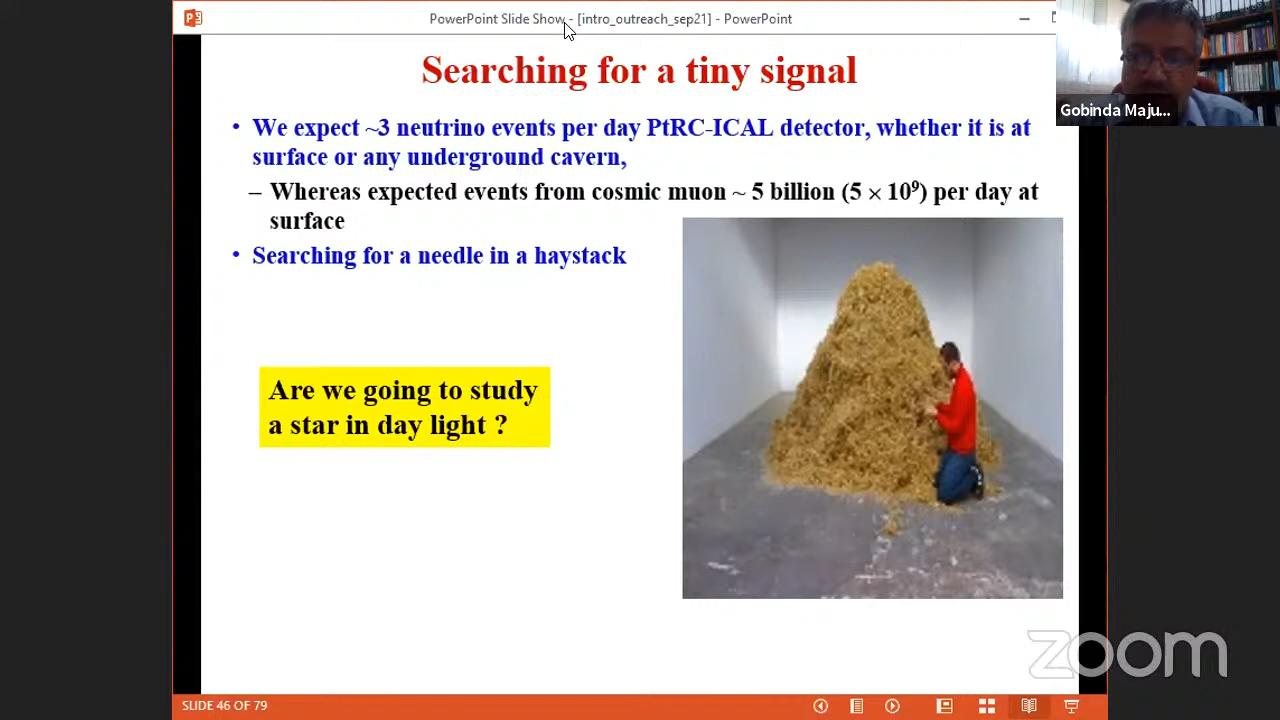 PowerPoint Slide Show - [intro_outreach_sep21] - PowerPoint
Searching for a tiny signal
• We expect ~3 neutrino events per day PtRC-ICAL detector, whether it is at
surface or any underground cavern,
– Whereas expected events from cosmic muon ~ 5 billion (5 × 10⁹) per day at
surface
• Searching for a needle in a haystack
Are we going to study
a star in day light ?
Gobinda Maju...
zoom
SLIDE 46 OF 79